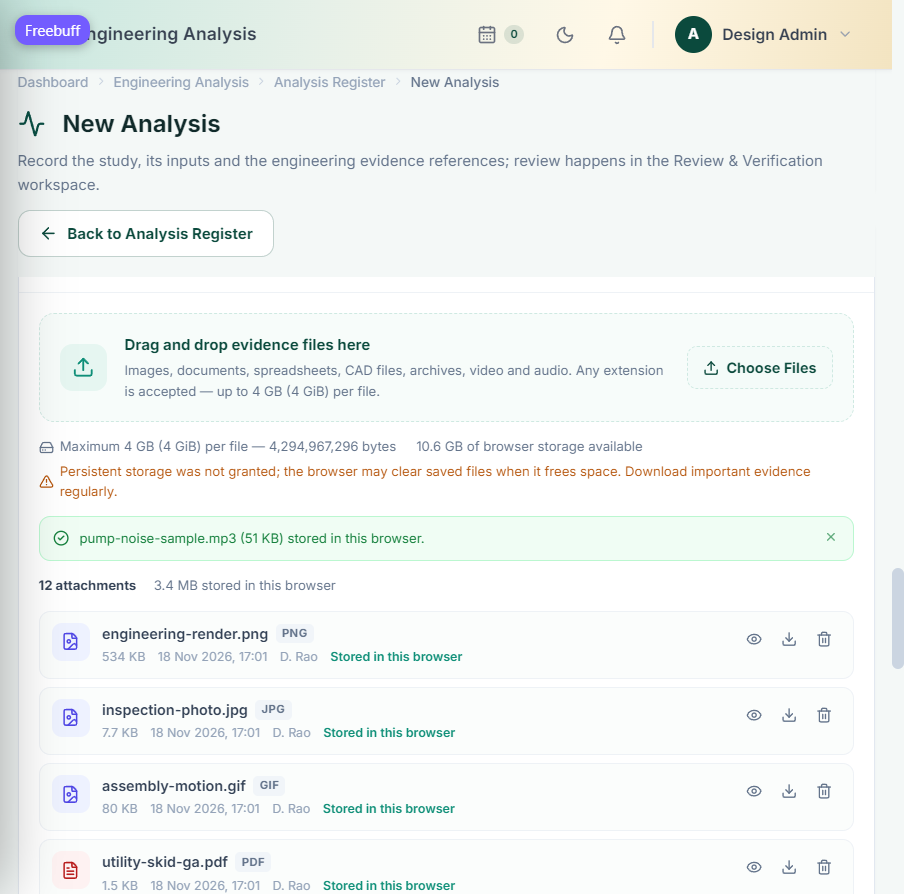 Freebuff
ngineering Analysis
0
A
Design Admin
Dashboard > Engineering Analysis > Analysis Register > New Analysis
New Analysis
Record the study, its inputs and the engineering evidence references; review happens in the Review & Verification
workspace.
Back to Analysis Register
Drag and drop evidence files here
Images, documents, spreadsheets, CAD files, archives, video and audio. Any extension
is accepted — up to 4 GB (4 GiB) per file.
Choose Files
Maximum 4 GB (4 GiB) per file — 4,294,967,296 bytes 10.6 GB of browser storage available
Persistent storage was not granted; the browser may clear saved files when it frees space. Download important evidence
regularly.
pump-noise-sample.mp3 (51 KB) stored in this browser.
12 attachments 3.4 MB stored in this browser
engineering-render.png PNG
534 KB 18 Nov 2026, 17:01 D. Rao Stored in this browser
inspection-photo.jpg JPG
7.7 KB 18 Nov 2026, 17:01 D. Rao Stored in this browser
assembly-motion.gif GIF
80 KB 18 Nov 2026, 17:01 D. Rao Stored in this browser
utility-skid-ga.pdf PDF
1.5 KB 18 Nov 2026, 17:01 D. Rao Stored in this browser